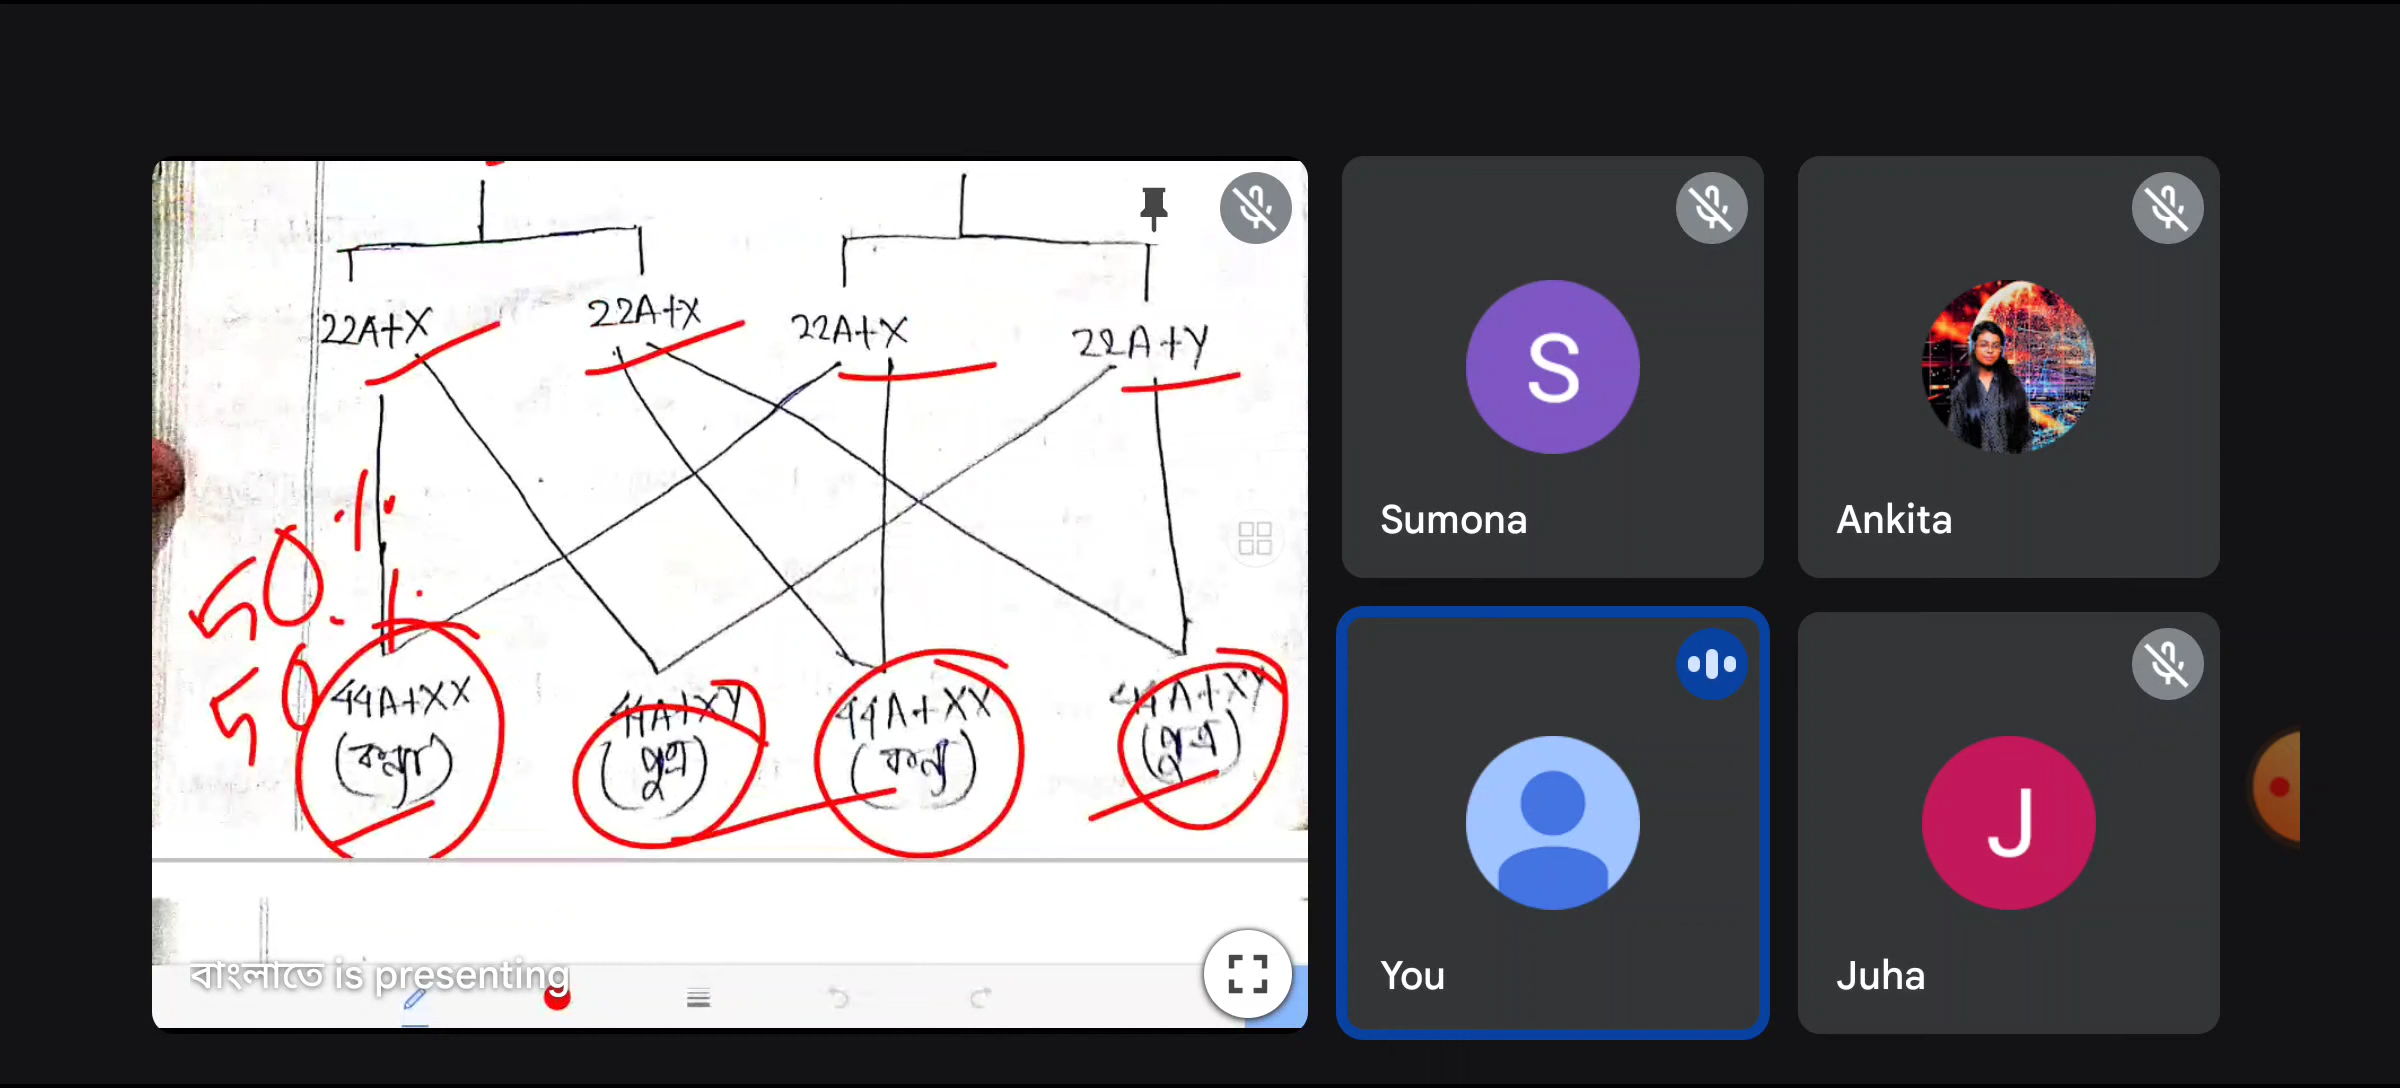 22A+X 22A+X 22A+X 22A+Y
50%
50%
44A+XX 44A+XY 44A+XX 44A+XY
(কন্যা) (পুত্র) (কন্যা) (পুত্র)
বাংলাতে is presenting
S
Sumona
Ankita
You
J
Juha